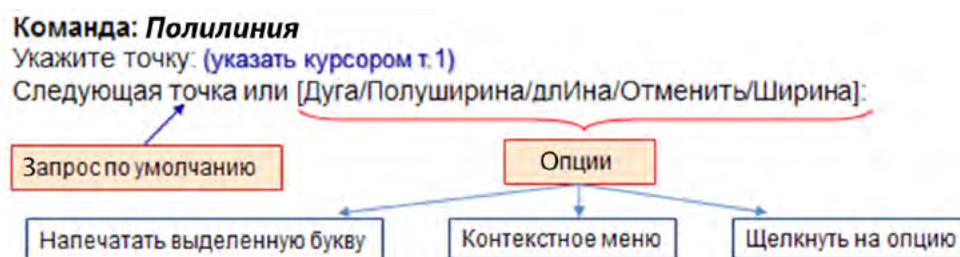 Команда: Полилиния
Укажите точку: (указать курсором т.1)
Следующая точка или [Дуга/Полуширина/длИна/Отменить/Ширина]:
Запрос по умолчанию
Опции
Напечатать выделенную букву
Контекстное меню
Щелкнуть на опцию